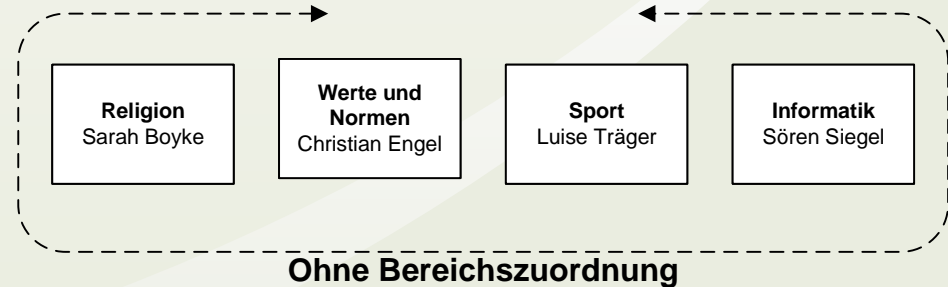 Religion
Sarah Boyke
Werte und
Normen
Christian Engel
Sport
Luise Träger
Informatik
Sören Siegel
Ohne Bereichszuordnung